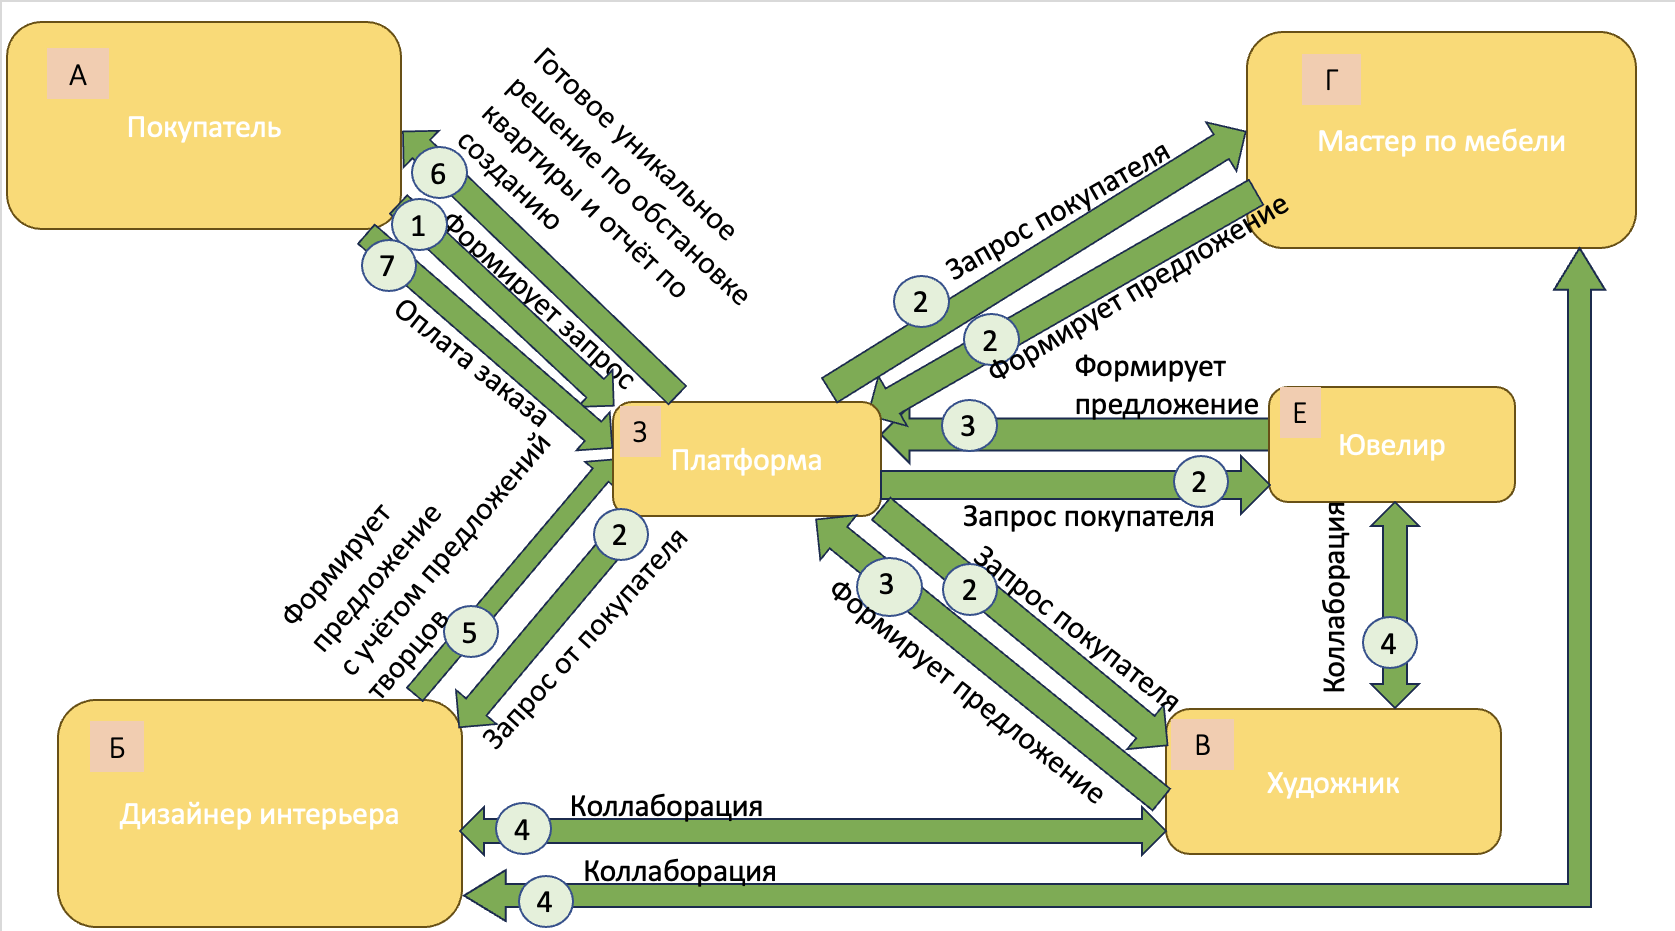 А
Покупатель
6
1
7
Готовое уникальное
решение по обстановке
квартиры и отчёт по
созданию
Формирует запрос
Оплата заказа
Г
Мастер по мебели
Запрос покупателя
2
2
Формирует предложение
З
Платформа
Формирует
предложение
3
Е
Ювелир
2
Запрос покупателя
Формирует
предложение
с учётом предложений
творцов
5
2
Запрос от покупателя
3
Формирует предложение
2
Запрос покупателя
Коллаборация
4
Б
Дизайнер интерьера
В
Художник
Коллаборация
4
Коллаборация
4